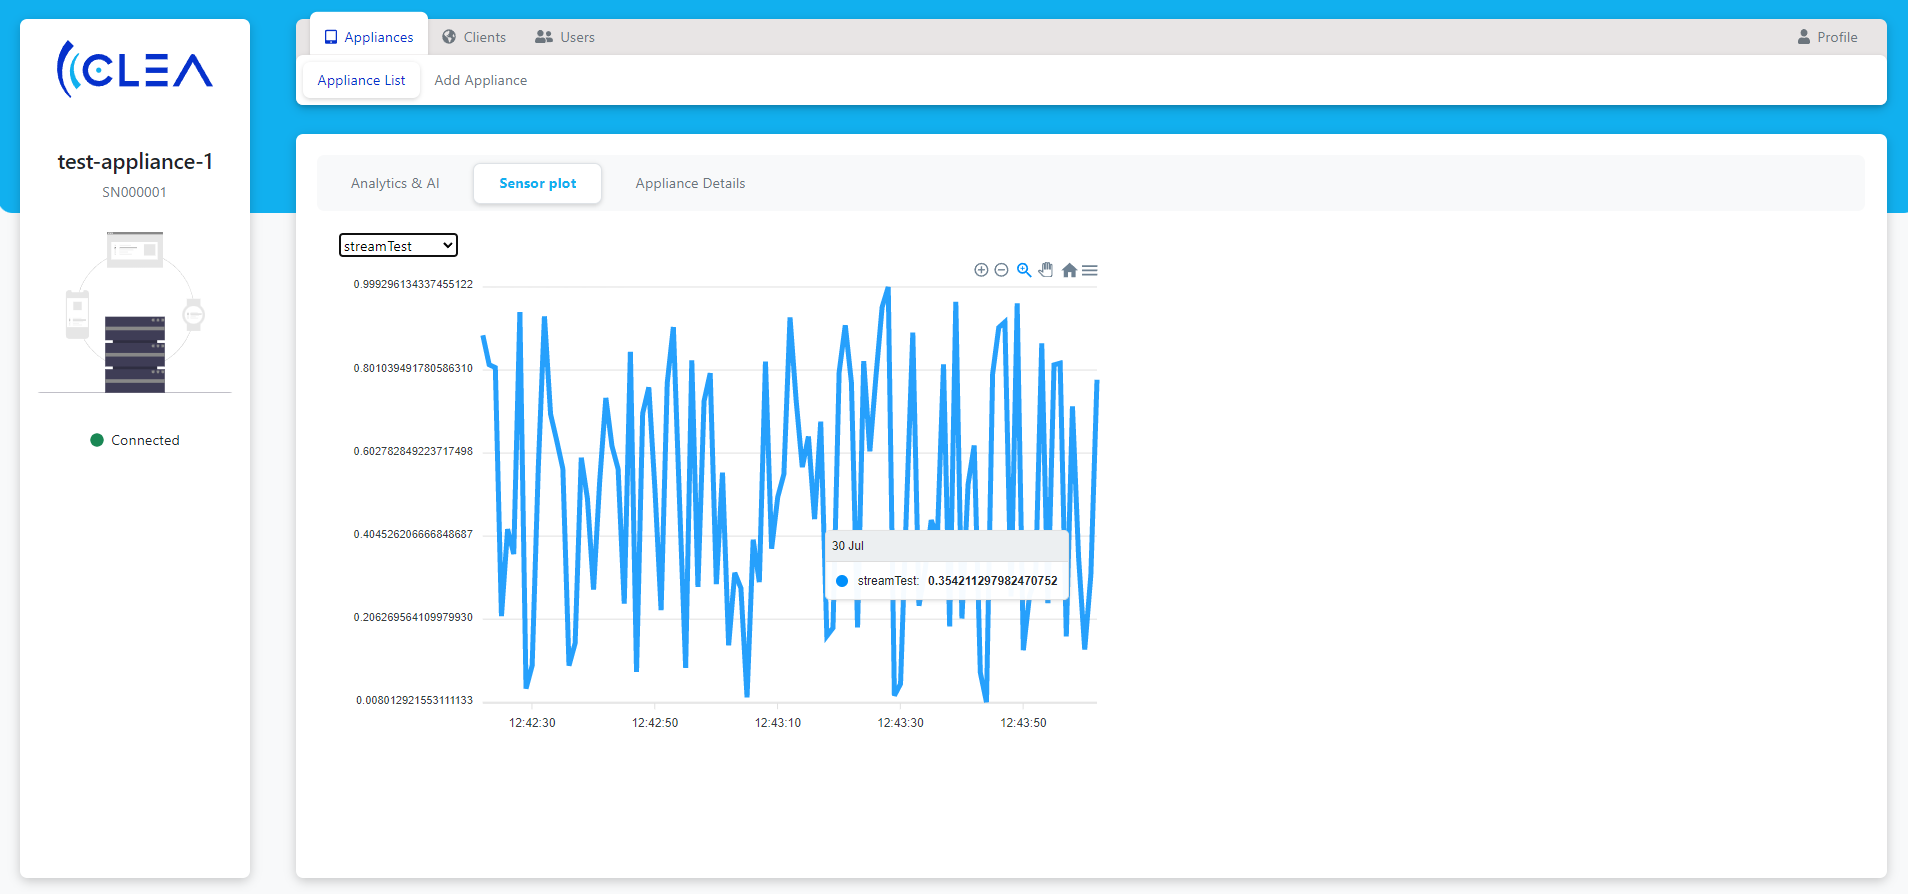 CLEA
test-appliance-1
SN000001
Connected
Appliances Clients Users Profile
Appliance List Add Appliance
Analytics & AI Sensor plot Appliance Details
streamTest
0.999296134337455122
0.801039491780586310
0.602782849223717498
0.404526206666848687
0.206269564109979930
0.008012921553111133
30 Jul
streamTest: 0.354211297982470752
12:42:30 12:42:50 12:43:10 12:43:30 12:43:50